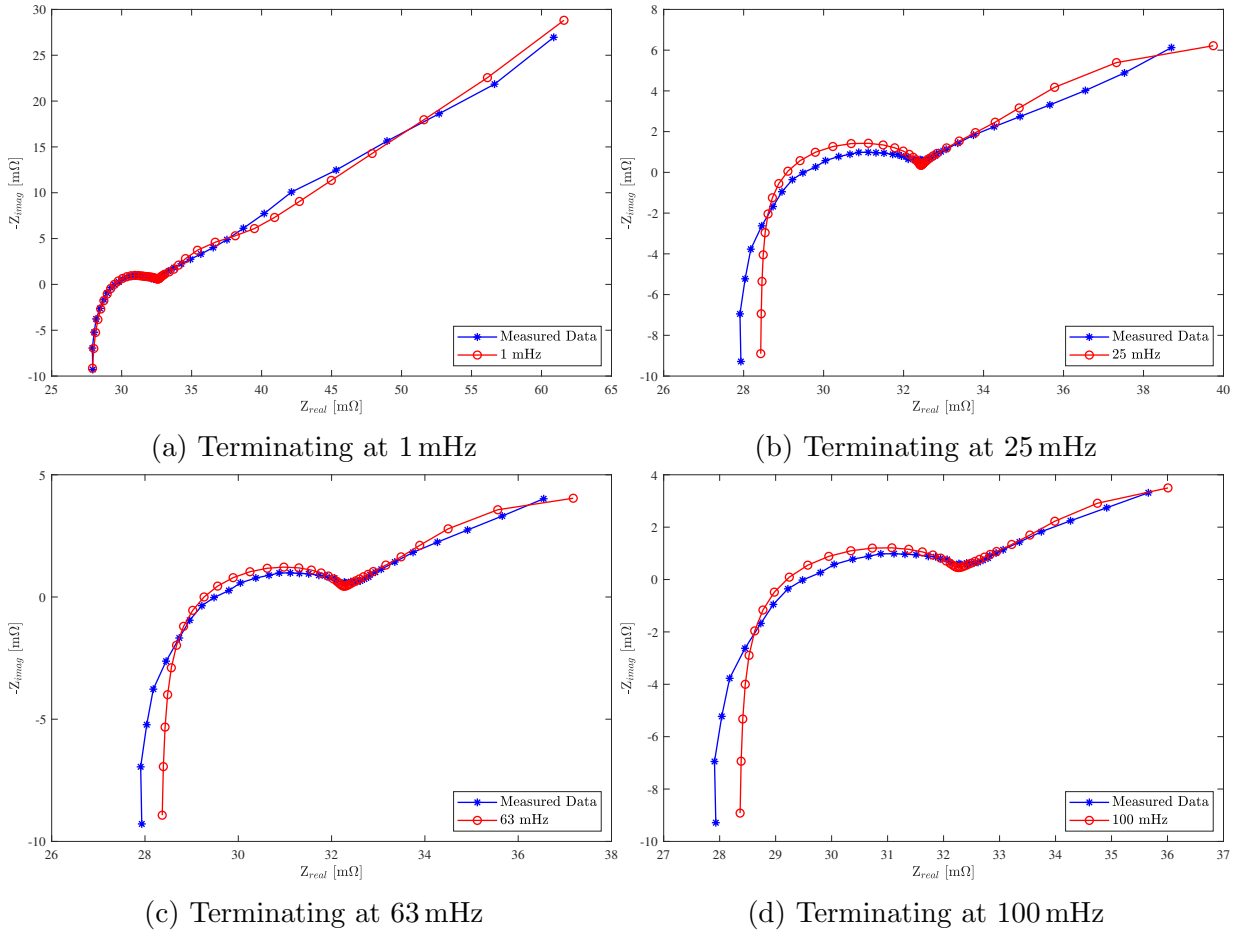 30
25
20
15
10
5
0
-5
-10
25 30 35 40 45 50 55 60 65
-Z_imag [mΩ]
Z_real [mΩ]
Measured Data
1 mHz
(a) Terminating at 1 mHz
8
6
4
2
0
-2
-4
-6
-8
-10
26 28 30 32 34 36 38 40
-Z_imag [mΩ]
Z_real [mΩ]
Measured Data
25 mHz
(b) Terminating at 25 mHz
5
0
-5
-10
26 28 30 32 34 36 38
-Z_imag [mΩ]
Z_real [mΩ]
Measured Data
63 mHz
(c) Terminating at 63 mHz
4
2
0
-2
-4
-6
-8
-10
27 28 29 30 31 32 33 34 35 36 37
-Z_imag [mΩ]
Z_real [mΩ]
Measured Data
100 mHz
(d) Terminating at 100 mHz